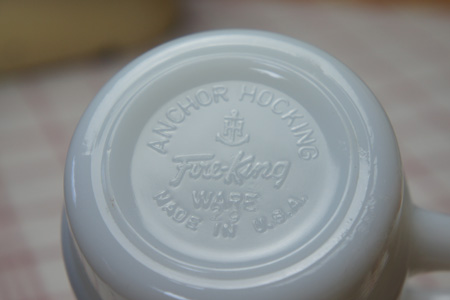 ANCHOR HOCKING
Fire-King
WARE
MADE IN U.S.A.